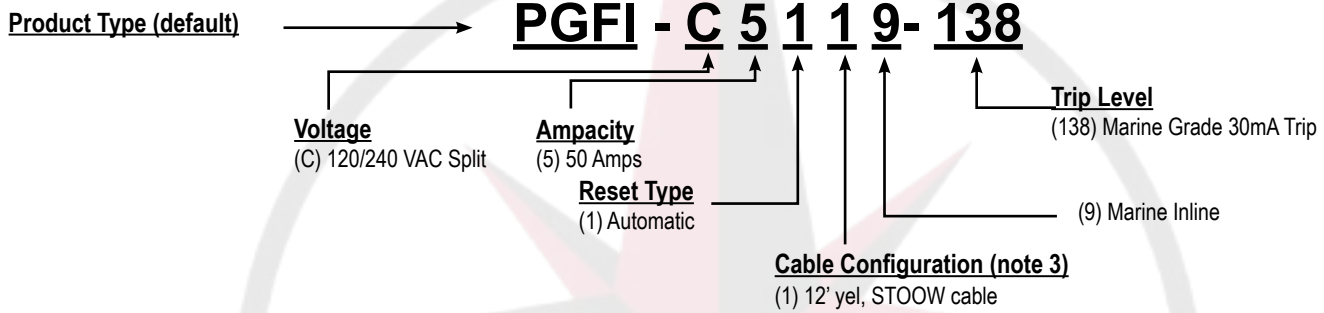 Product Type (default)
PGFI - C 5 1 1 9- 138
Voltage
(C) 120/240 VAC Split
Ampacity
(5) 50 Amps
Trip Level
(138) Marine Grade 30mA Trip
Reset Type
(1) Automatic
(9) Marine Inline
Cable Configuration (note 3)
(1) 12’ yel, STOOW cable